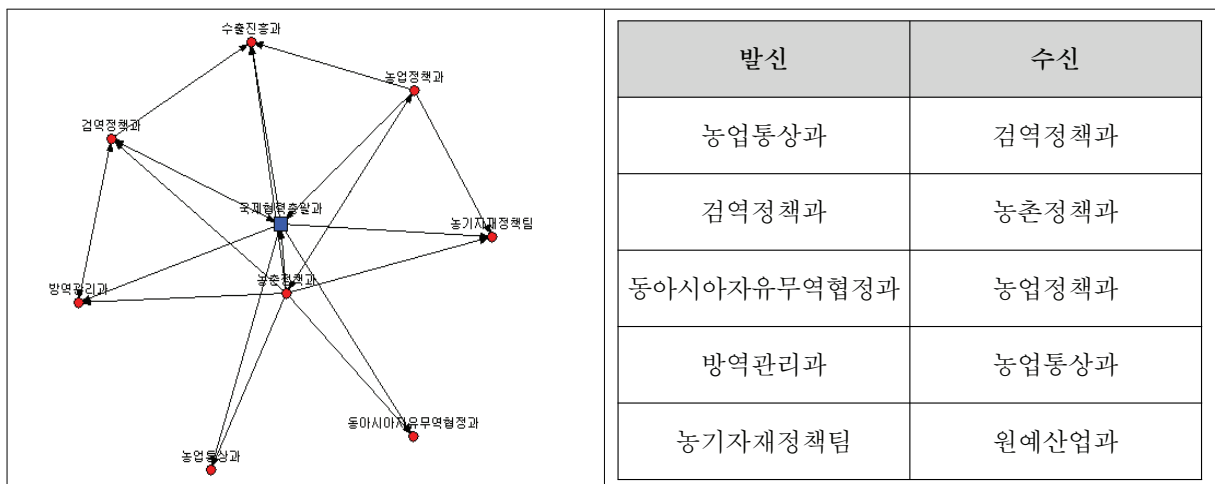 수출진흥과
농업정책과
검역정책과
국제협력총괄과
농기자재정책팀
방역관리과
농촌정책과
동아시아자유무역협정과
농업통상과
발신 수신
농업통상과 검역정책과
검역정책과 농촌정책과
동아시아자유무역협정과 농업정책과
방역관리과 농업통상과
농기자재정책팀 원예산업과